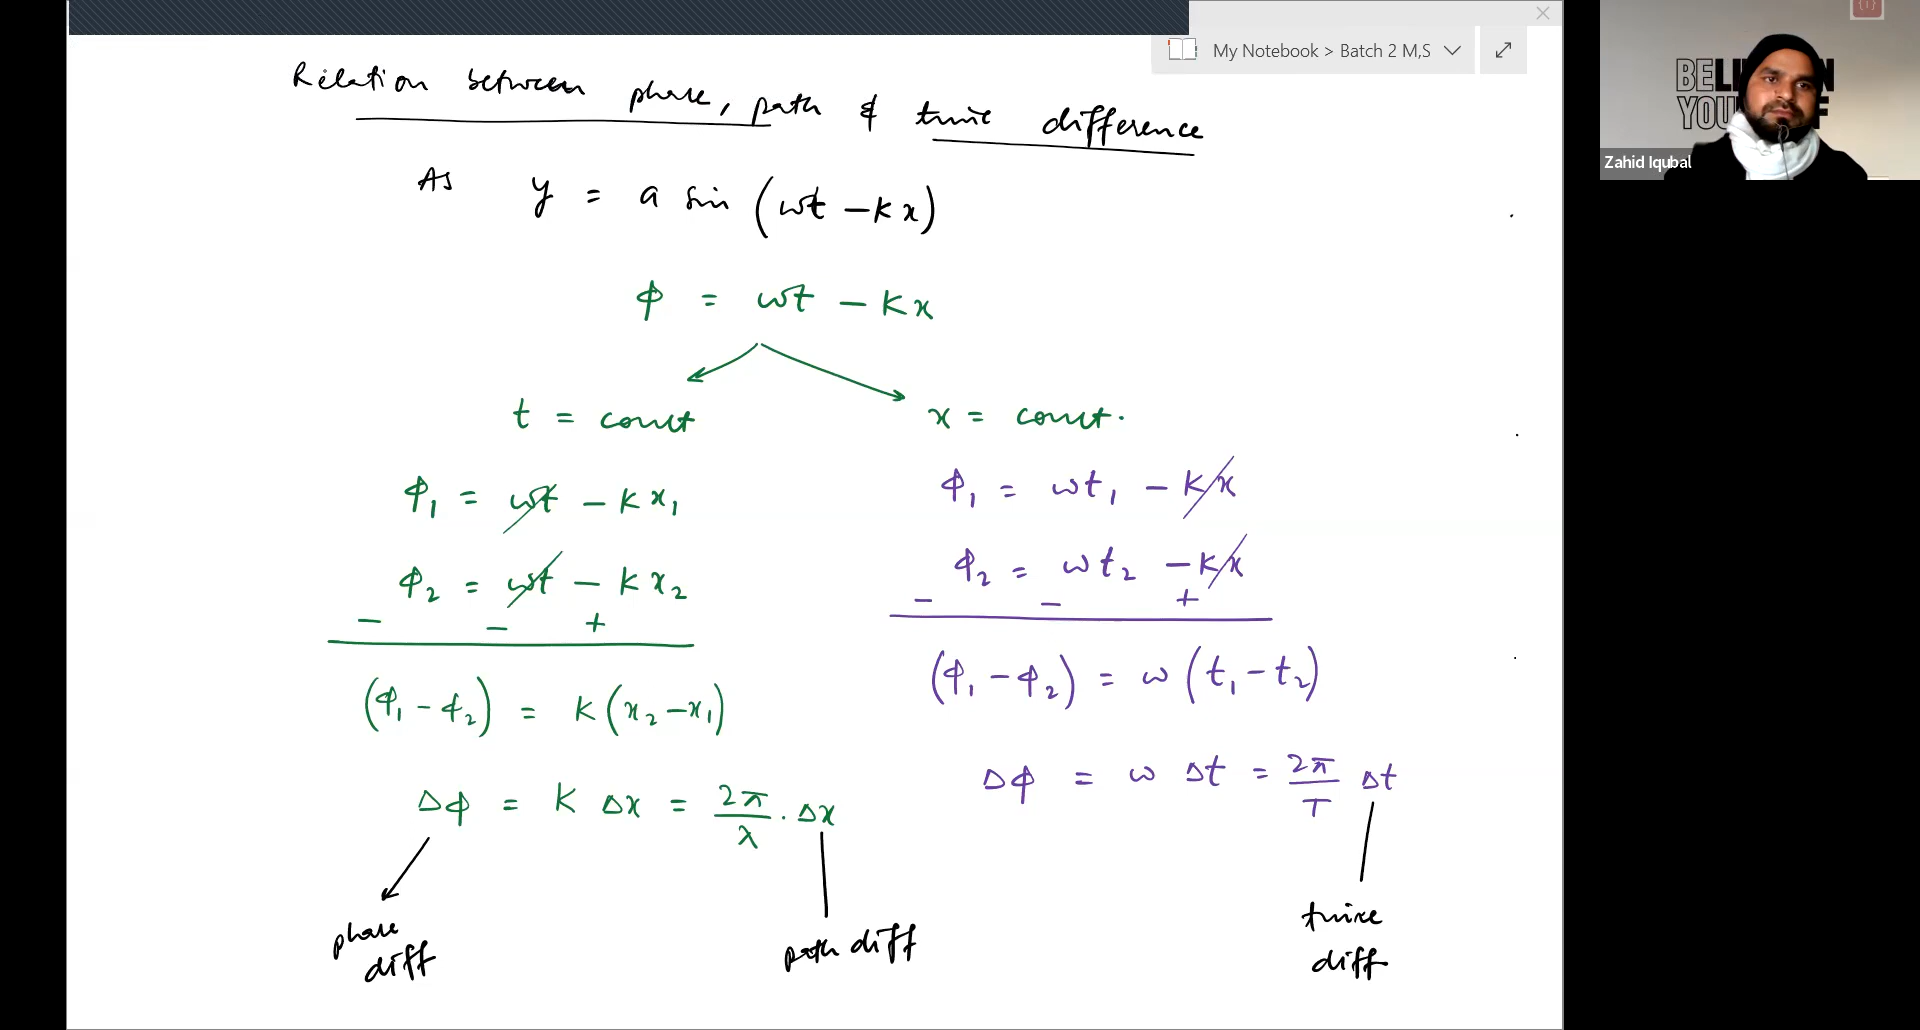 My Notebook > Batch 2 M,S
Relation between phase, path & time difference
As y = a sin (ωt - kx)
φ = ωt - kx
t = const
x = const.
φ₁ = ωt - kx₁
φ₂ = ωt - kx₂
- - +
(φ₁ - φ₂) = k(x₂ - x₁)
Δφ = k Δx = 2π/λ . Δx
phase diff
path diff
φ₁ = ωt₁ - kx
φ₂ = ωt₂ - kx
- - +
(φ₁ - φ₂) = ω(t₁ - t₂)
Δφ = ω Δt = 2π/T Δt
time
diff
Zahid Iqubal